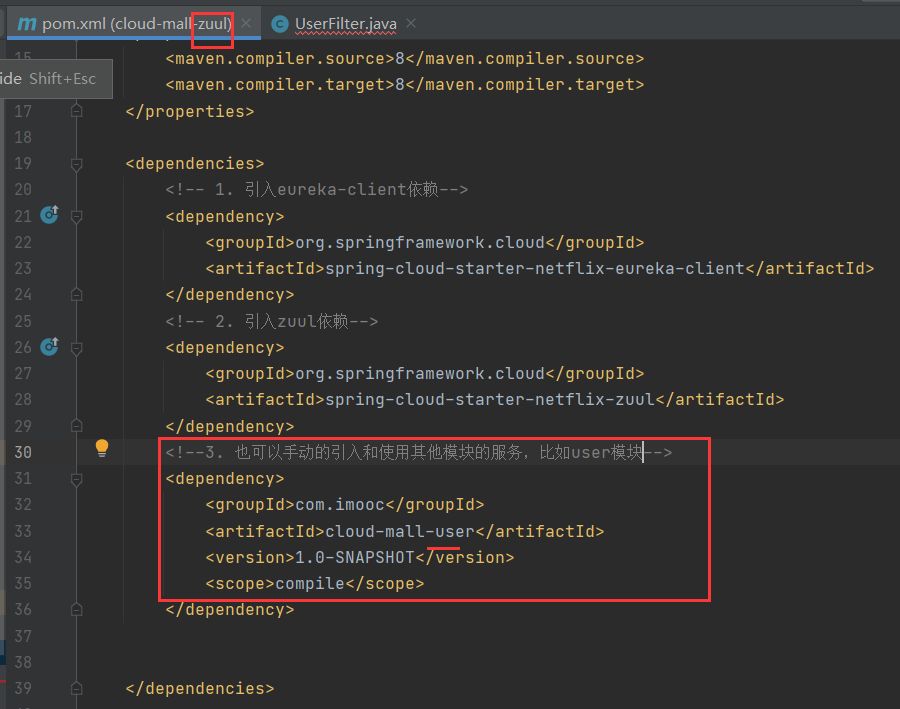 pom.xml (cloud-mall-zuul)
UserFilter.java
15 <maven.compiler.source>8</maven.compiler.source>
ide Shift+Esc
<maven.compiler.target>8</maven.compiler.target>
17 </properties>
18
19 <dependencies>
20 <!-- 1. 引入eureka-client依赖-->
21 <dependency>
22 <groupId>org.springframework.cloud</groupId>
23 <artifactId>spring-cloud-starter-netflix-eureka-client</artifactId>
24 </dependency>
25 <!-- 2. 引入zuul依赖-->
26 <dependency>
27 <groupId>org.springframework.cloud</groupId>
28 <artifactId>spring-cloud-starter-netflix-zuul</artifactId>
29 </dependency>
30 <!--3. 也可以手动的引入和使用其他模块的服务，比如user模块-->
31 <dependency>
32 <groupId>com.imooc</groupId>
33 <artifactId>cloud-mall-user</artifactId>
34 <version>1.0-SNAPSHOT</version>
35 <scope>compile</scope>
36 </dependency>
37
38
39 </dependencies>